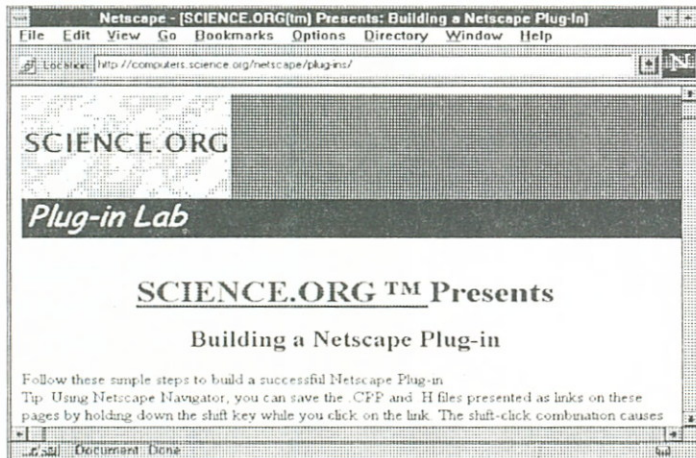 Netscape - [SCIENCE.ORG(tm) Presents: Building a Netscape Plug-In]
File Edit View Go Bookmarks Options Directory Window Help
Location: http://computers.science.org/netscape/plug-ins/
N
SCIENCE.ORG
Plug-in Lab
SCIENCE.ORG ™ Presents
Building a Netscape Plug-in
Follow these simple steps to build a successful Netscape Plug-in
Tip Using Netscape Navigator, you can save the .CPP and .H files presented as links on these
pages by holding down the shift key while you click on the link. The shift-click combination causes
Document: Done